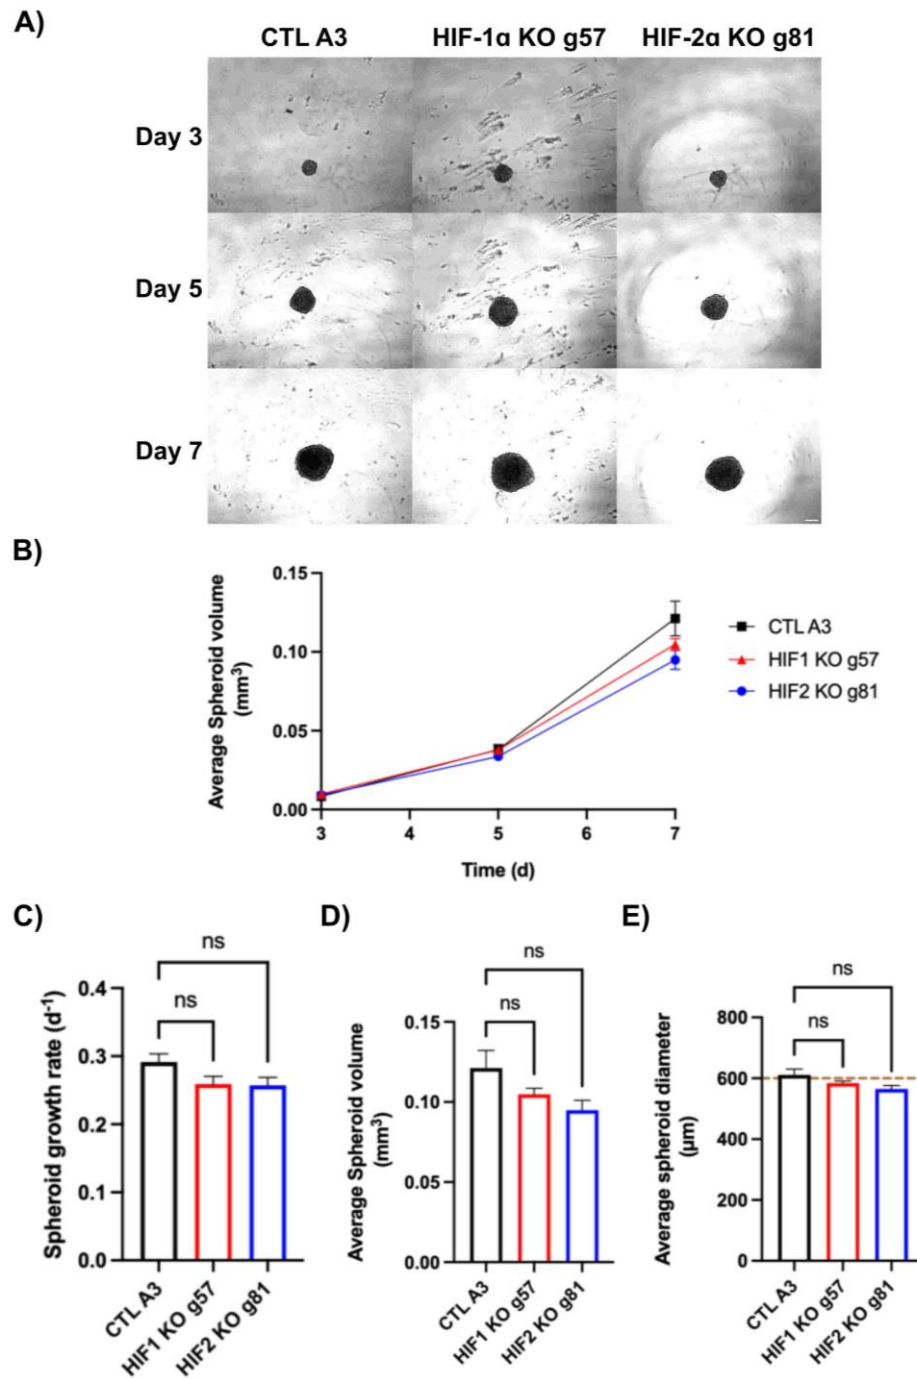 A)
CTL A3 HIF-1α KO g57 HIF-2α KO g81
Day 3
Day 5
Day 7
B)
Average Spheroid volume
(mm³)
0.15
0.10
0.05
0.00
3 4 5 6 7
Time (d)
CTL A3
HIF1 KO g57
HIF2 KO g81
C)
Spheroid growth rate (d⁻¹)
0.4
0.3
0.2
0.1
0.0
ns
ns
CTL A3
HIF1 KO g57
HIF2 KO g81
D)
Average Spheroid volume
(mm³)
0.15
0.10
0.05
0.00
ns
ns
CTL A3
HIF1 KO g57
HIF2 KO g81
E)
Average spheroid diameter
(μm)
800
600
400
200
0
ns
ns
CTL A3
HIF1 KO g57
HIF2 KO g81